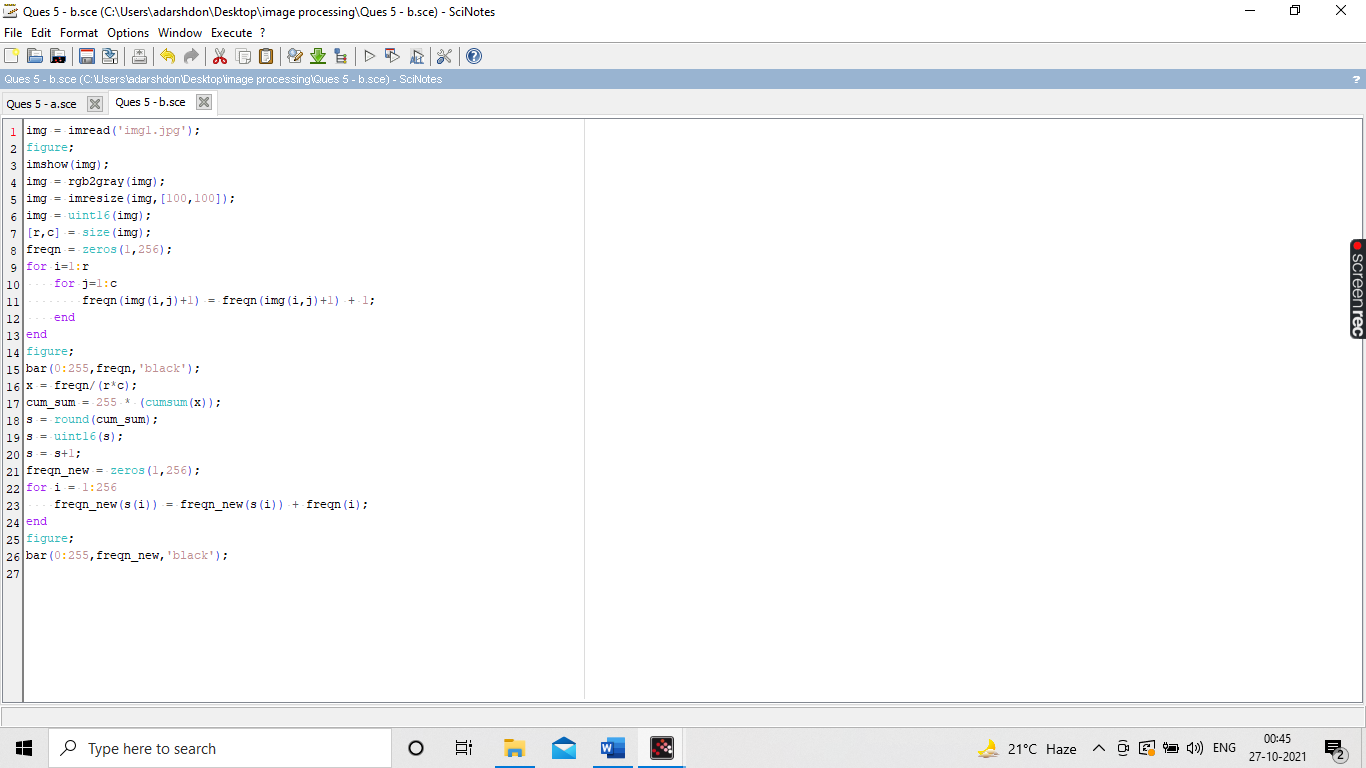 Ques 5 - b.sce (C:\Users\adarshdon\Desktop\image processing\Ques 5 - b.sce) - SciNotes
File Edit Format Options Window Execute ?
Ques 5 - b.sce (C:\Users\adarshdon\Desktop\image processing\Ques 5 - b.sce) - SciNotes ?
Ques 5 - a.sce Ques 5 - b.sce
1 img = imread('img1.jpg');
2 figure;
3 imshow(img);
4 img = rgb2gray(img);
5 img = imresize(img,[100,100]);
6 img = uint16(img);
7 [r,c] = size(img);
8 freqn = zeros(1,256);
9 for i=1:r
10 for j=1:c
11 freqn(img(i,j)+1) = freqn(img(i,j)+1) + 1;
12 end
13 end
14 figure;
15 bar(0:255,freqn,'black');
16 x = freqn/(r*c);
17 cum_sum = 255 * (cumsum(x));
18 s = round(cum_sum);
19 s = uint16(s);
20 s = s+1;
21 freqn_new = zeros(1,256);
22 for i = 1:256
23 freqn_new(s(i)) = freqn_new(s(i)) + freqn(i);
24 end
25 figure;
26 bar(0:255,freqn_new,'black');
27
screenrec
Type here to search
21°C Haze
ENG
00:45
27-10-2021
2